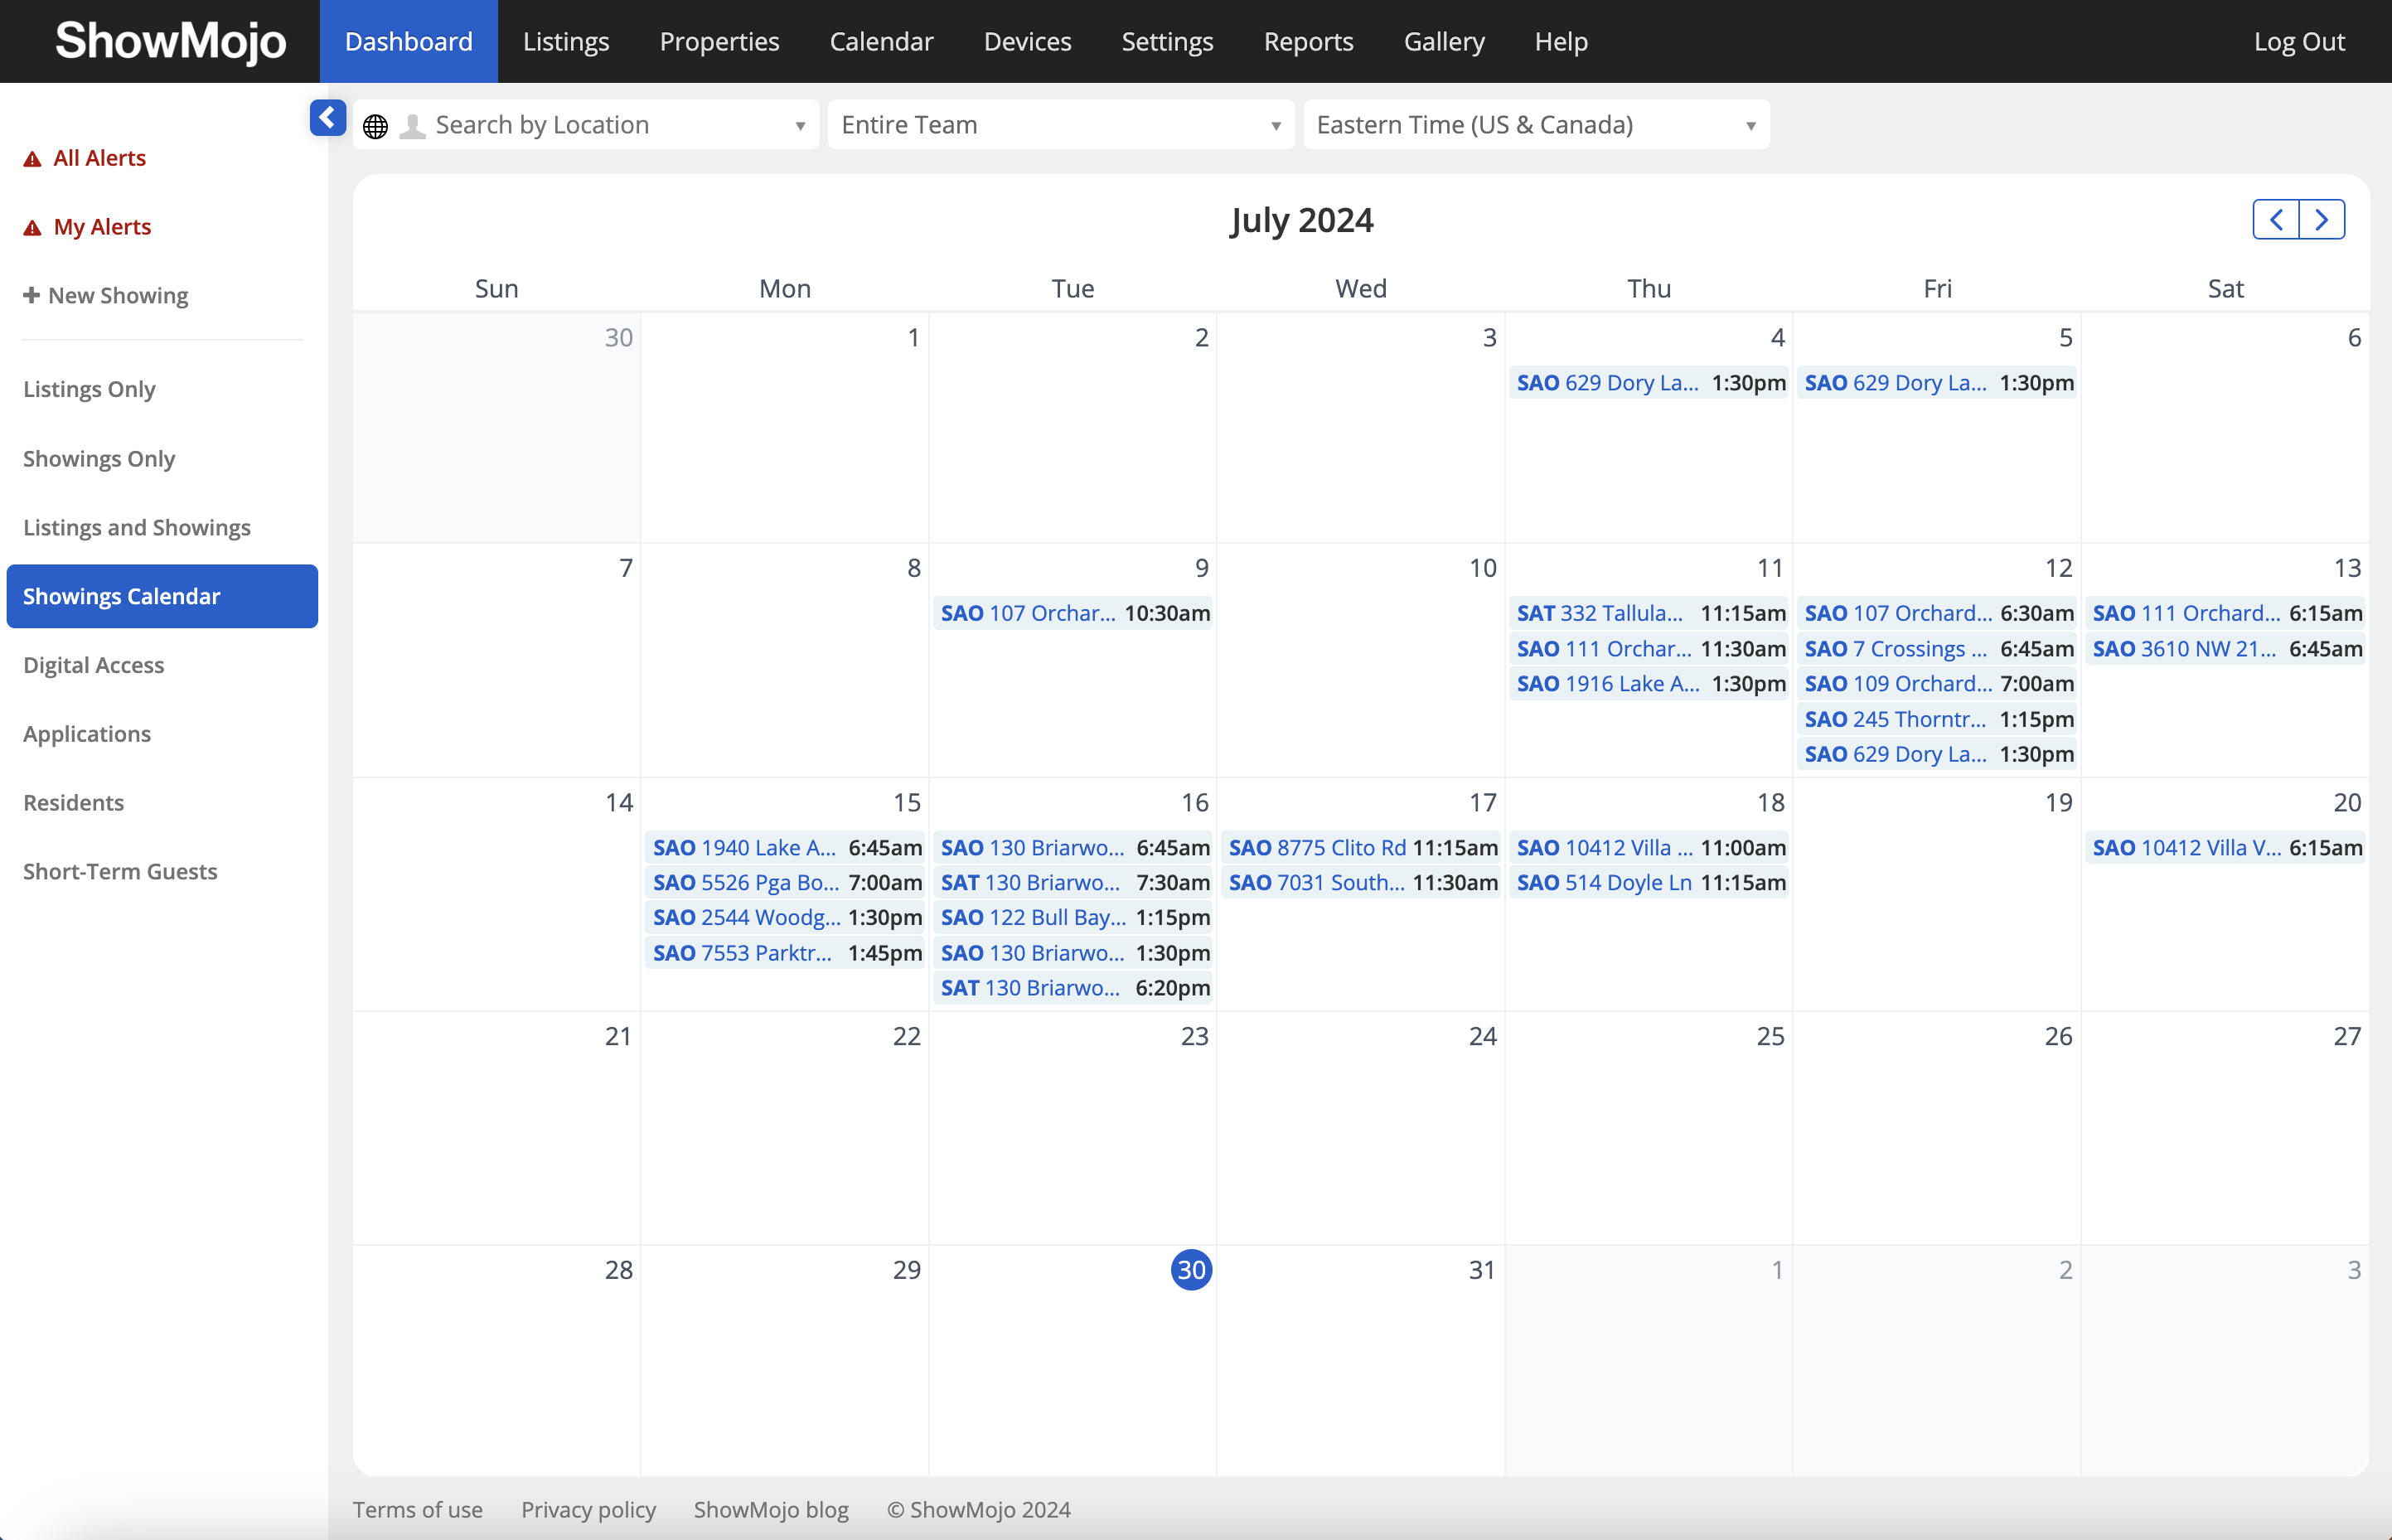 ShowMojo Dashboard Listings Properties Calendar Devices Settings Reports Gallery Help Log Out
Search by Location Entire Team Eastern Time (US & Canada)
All Alerts
My Alerts
New Showing
Listings Only
Showings Only
Listings and Showings
Showings Calendar
Digital Access
Applications
Residents
Short-Term Guests
July 2024
Sun Mon Tue Wed Thu Fri Sat
30 1 2 3 4 5 6
SAO 629 Dory La... 1:30pm SAO 629 Dory La... 1:30pm
7 8 9 10 11 12 13
SAO 107 Orchar... 10:30am SAT 332 Tallula... 11:15am SAO 107 Orchard... 6:30am SAO 111 Orchard... 6:15am
SAO 111 Orchar... 11:30am SAO 7 Crossings ... 6:45am SAO 3610 NW 21... 6:45am
SAO 1916 Lake A... 1:30pm SAO 109 Orchard... 7:00am
SAO 245 Thorntr... 1:15pm
SAO 629 Dory La... 1:30pm
14 15 16 17 18 19 20
SAO 1940 Lake A... 6:45am SAO 130 Briarwo... 6:45am SAO 8775 Clito Rd 11:15am SAO 10412 Villa ... 11:00am SAO 10412 Villa V... 6:15am
SAO 5526 Pga Bo... 7:00am SAT 130 Briarwo... 7:30am SAO 7031 South... 11:30am SAO 514 Doyle Ln 11:15am
SAO 2544 Woodg... 1:30pm SAO 122 Bull Bay... 1:15pm
SAO 7553 Parktr... 1:45pm SAO 130 Briarwo... 1:30pm
SAT 130 Briarwo... 6:20pm
21 22 23 24 25 26 27
28 29 30 31 1 2 3
Terms of use Privacy policy ShowMojo blog © ShowMojo 2024